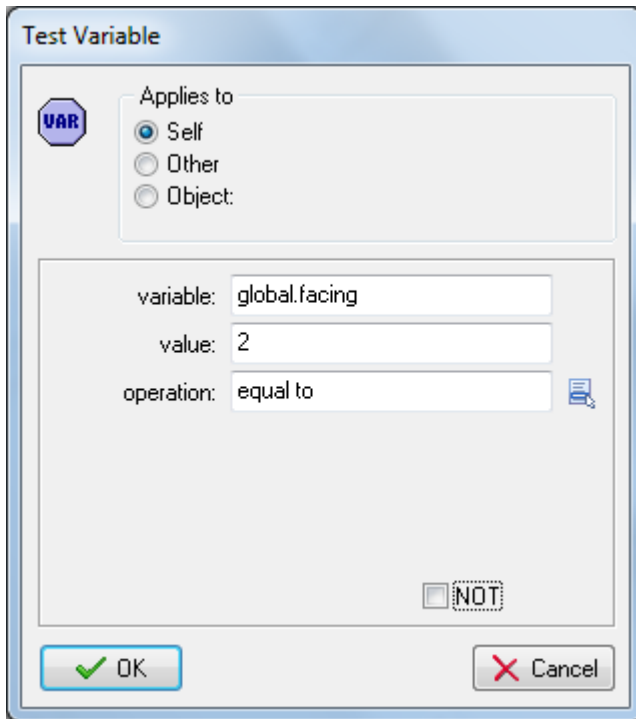 Test Variable
VAR
Applies to
Self
Other
Object:
variable: global.facing
value: 2
operation: equal to
NOT
OK
Cancel